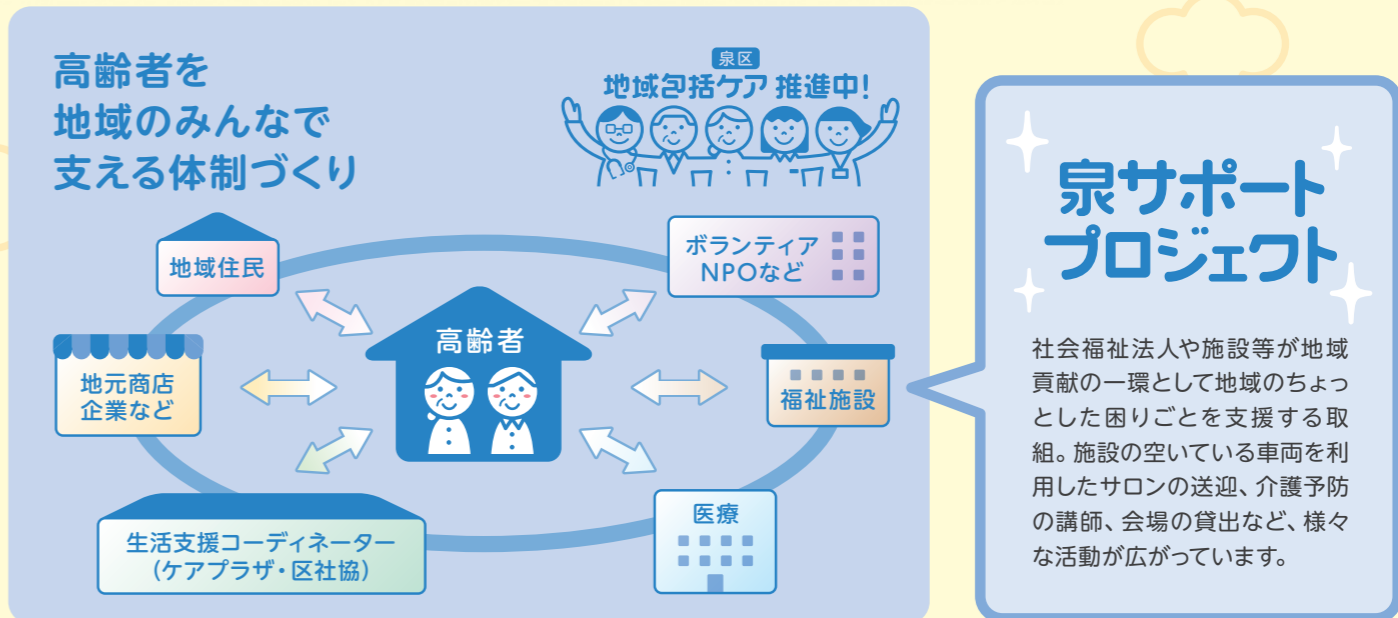 高齢者を
地域のみんなで
支える体制づくり
泉区
地域包括ケア 推進中!
地域住民
ボランティア
NPOなど
高齢者
地元商店
企業など
福祉施設
生活支援コーディネーター
(ケアプラザ・区社協)
医療
泉サポート
プロジェクト
社会福祉法人や施設等が地域
貢献の一環として地域のちょっ
とした困りごとを支援する取
組。施設の空いている車両を利
用したサロンの送迎、介護予防
の講師、会場の貸出など、様々
な活動が広がっています。